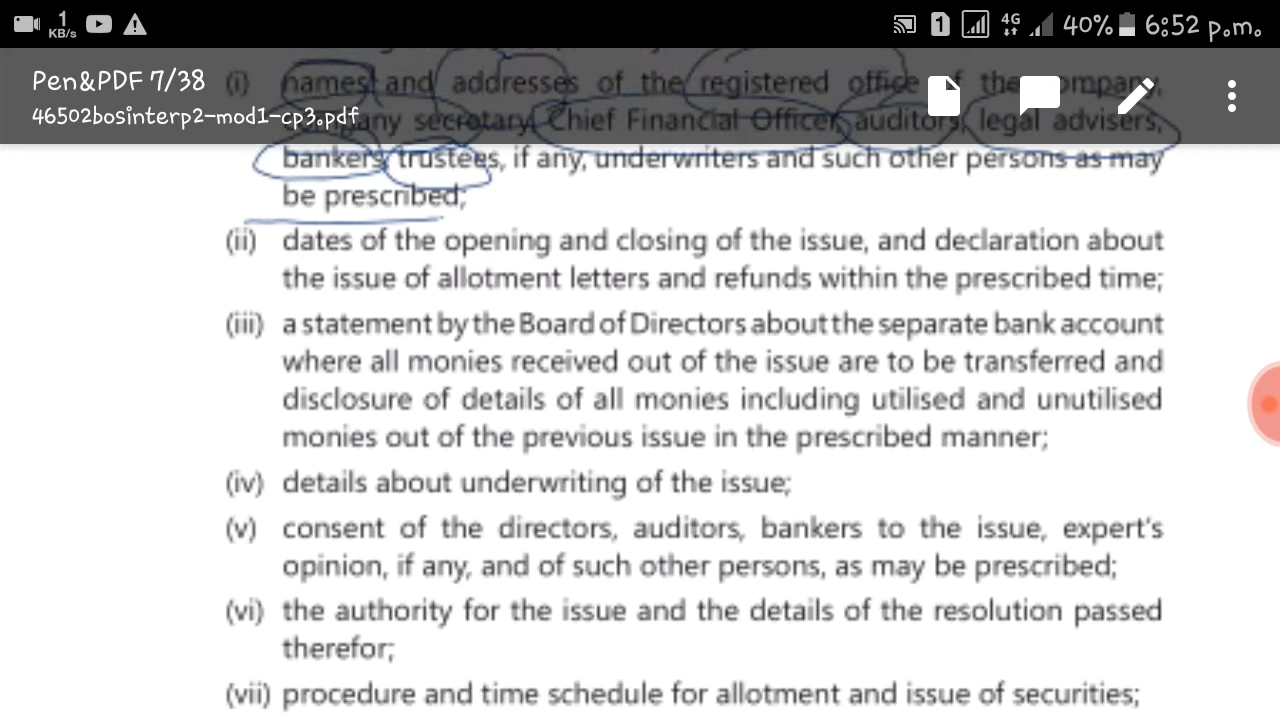 1 KB/s 1 4G 40% 6:52 p.m.
Pen&PDF 7/38
46502bosinterp2-mod1-cp3.pdf
(i) names and addresses of the registered office of the company,
company secretary, Chief Financial Officer, auditors, legal advisers,
bankers, trustees, if any, underwriters and such other persons as may
be prescribed;
(ii) dates of the opening and closing of the issue, and declaration about
the issue of allotment letters and refunds within the prescribed time;
(iii) a statement by the Board of Directors about the separate bank account
where all monies received out of the issue are to be transferred and
disclosure of details of all monies including utilised and unutilised
monies out of the previous issue in the prescribed manner;
(iv) details about underwriting of the issue;
(v) consent of the directors, auditors, bankers to the issue, expert's
opinion, if any, and of such other persons, as may be prescribed;
(vi) the authority for the issue and the details of the resolution passed
therefor;
(vii) procedure and time schedule for allotment and issue of securities;